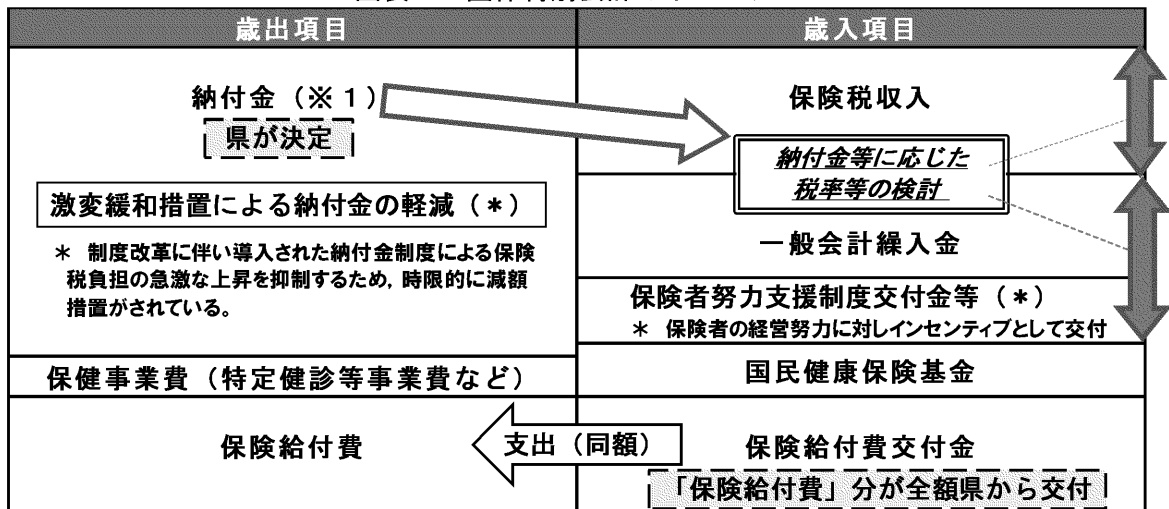 歳出項目
歳入項目
納付金（※１）
県が決定
激変緩和措置による納付金の軽減（＊）
＊　制度改革に伴い導入された納付金制度による保険
税負担の急激な上昇を抑制するため，時限的に減額
措置がされている。
保健事業費（特定健診等事業費など）
保険給付費
保険税収入
納付金等に応じた
税率等の検討
一般会計繰入金
保険者努力支援制度交付金等（＊）
＊　保険者の経営努力に対しインセンティブとして交付
国民健康保険基金
支出（同額）
保険給付費交付金
「保険給付費」分が全額県から交付